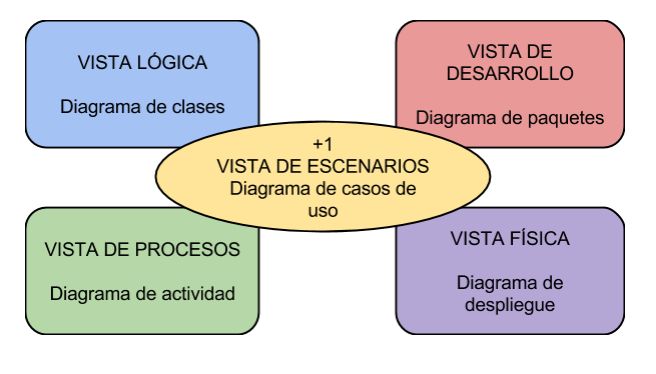 VISTA LÓGICA
Diagrama de clases
VISTA DE
DESARROLLO
Diagrama de paquetes
+1
VISTA DE ESCENARIOS
Diagrama de casos de
uso
VISTA DE PROCESOS
Diagrama de actividad
VISTA FÍSICA
Diagrama de
despliegue